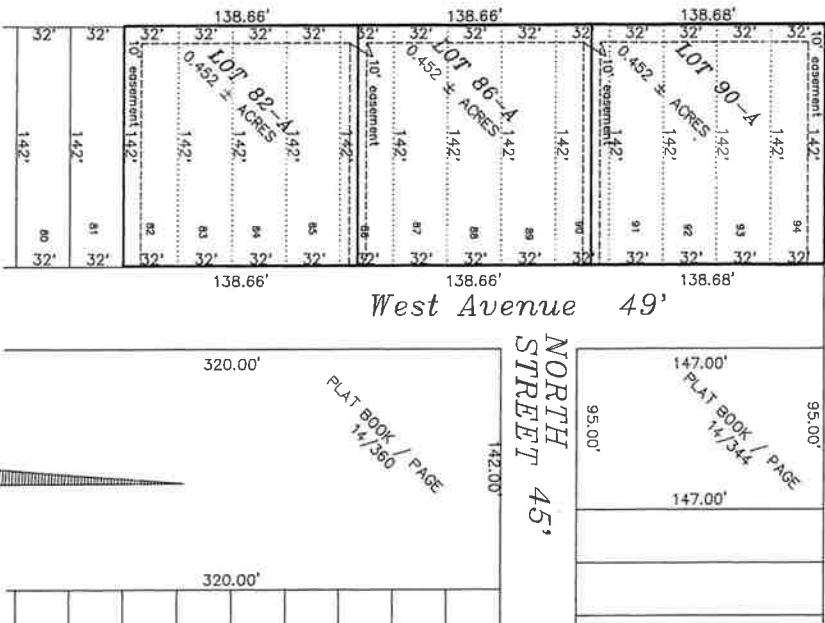 138.66' 138.66' 138.68'
32' 32' 32' 32' 32' 32' 32' 32' 32' 32' 32' 32' 32' 32' 32'
10' easement
LOT 82-A
0.452 ± ACRES
10' easement
LOT 86-A
0.452 ± ACRES
10' easement
LOT 90-A
0.452 ± ACRES
10' easement
142' 142' 142' 142' 142' 142' 142' 142' 142' 142' 142' 142' 142' 142' 142'
80 81 82 83 84 85 86 87 88 89 90 91 92 93 94
32' 32' 32' 32' 32' 32' 32' 32' 32' 32' 32' 32' 32' 32' 32'
138.66' 138.66' 138.68'
West Avenue 49'
NORTH
STREET 45'
320.00'
PLAT BOOK / PAGE
14/360
142.00'
320.00'
147.00'
95.00'
PLAT BOOK / PAGE
14/344
95.00'
147.00'